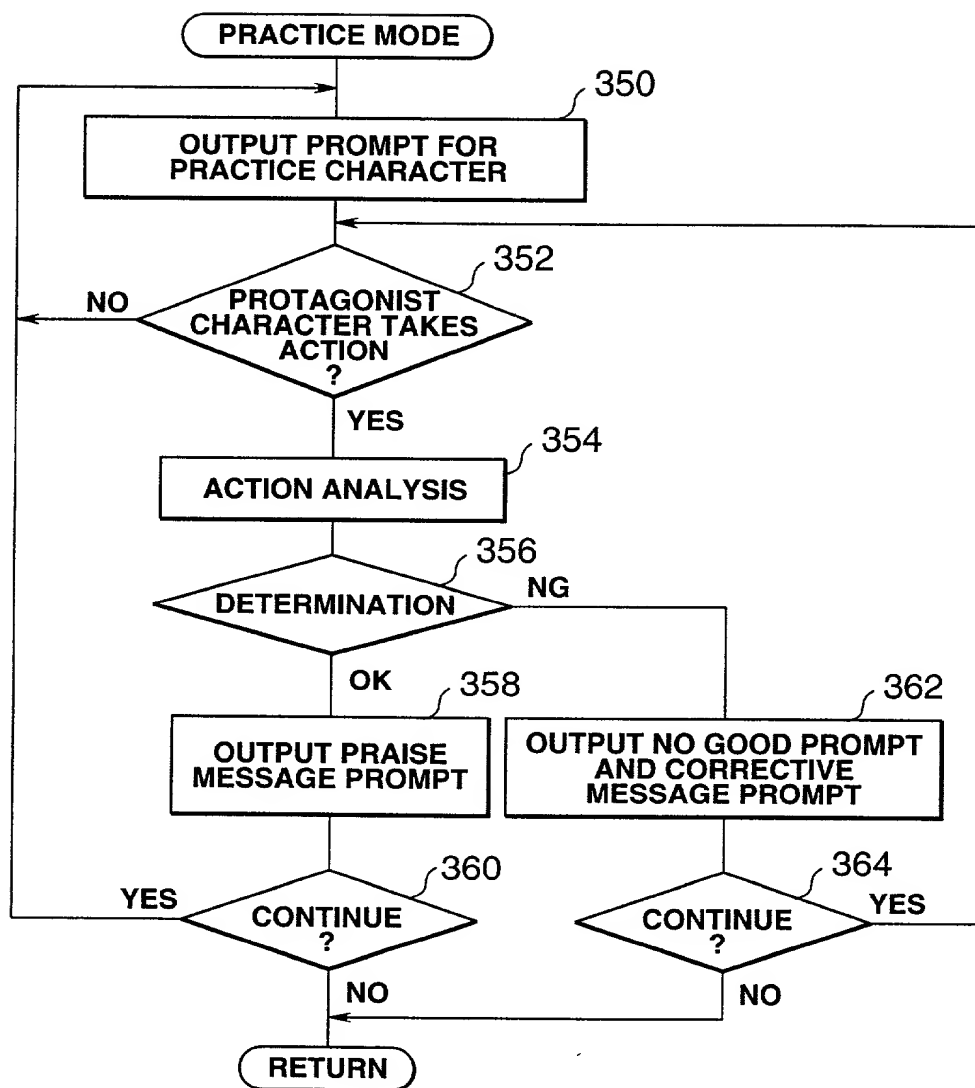 PRACTICE MODE
350
OUTPUT PROMPT FOR
PRACTICE CHARACTER
352
NO
PROTAGONIST
CHARACTER TAKES
ACTION
?
YES
354
ACTION ANALYSIS
356
NG
DETERMINATION
OK
358
362
OUTPUT PRAISE
MESSAGE PROMPT
OUTPUT NO GOOD PROMPT
AND CORRECTIVE
MESSAGE PROMPT
360
364
YES
CONTINUE
?
CONTINUE
?
YES
NO
NO
RETURN